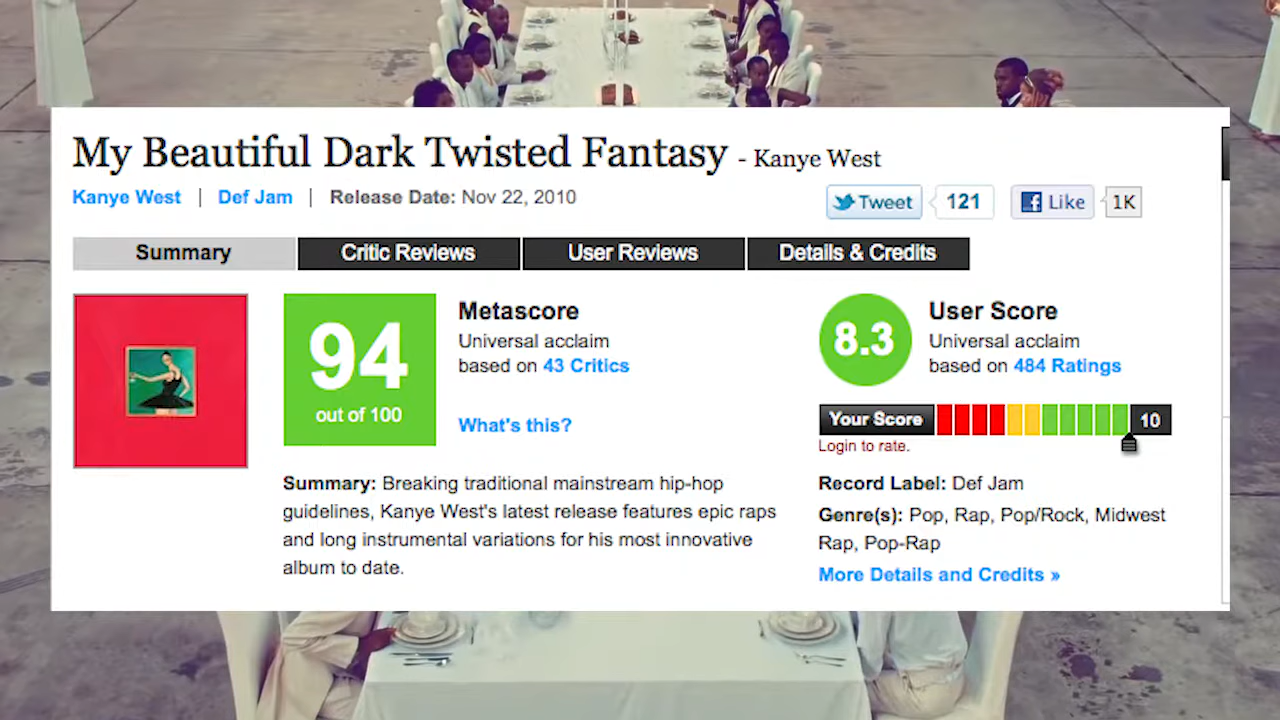 My Beautiful Dark Twisted Fantasy - Kanye West
Kanye West | Def Jam | Release Date: Nov 22, 2010
Tweet 121 Like 1K
Summary Critic Reviews User Reviews Details & Credits
94
out of 100
Metascore
Universal acclaim
based on 43 Critics
What's this?
Summary: Breaking traditional mainstream hip-hop
guidelines, Kanye West's latest release features epic raps
and long instrumental variations for his most innovative
album to date.
8.3
User Score
Universal acclaim
based on 484 Ratings
Your Score 10
Login to rate.
Record Label: Def Jam
Genre(s): Pop, Rap, Pop/Rock, Midwest
Rap, Pop-Rap
More Details and Credits »